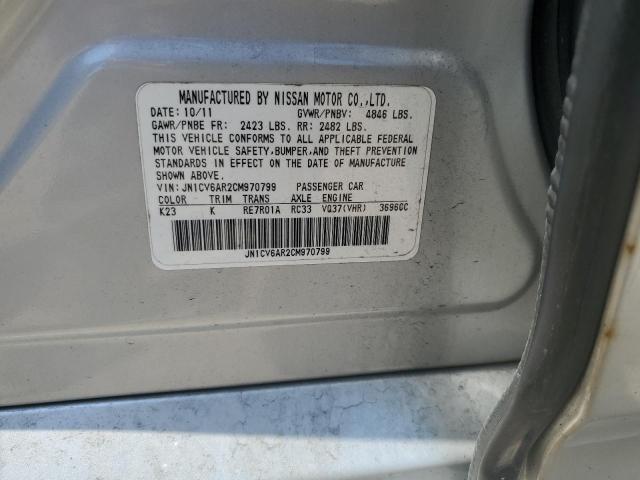 MANUFACTURED BY NISSAN MOTOR CO.,LTD.
DATE: 10/11 GVWR/PNBV: 4846 LBS.
GAWR/PNBE FR: 2423 LBS. RR: 2482 LBS.
THIS VEHICLE CONFORMS TO ALL APPLICABLE FEDERAL
MOTOR VEHICLE SAFETY,BUMPER,AND THEFT PREVENTION
STANDARDS IN EFFECT ON THE DATE OF MANUFACTURE
SHOWN ABOVE.
VIN: JN1CV6AR2CM970799 PASSENGER CAR
COLOR TRIM TRANS AXLE ENGINE
K23 K RE7R01A RC33 VQ37(VHR) 3696CC
JN1CV6AR2CM970799